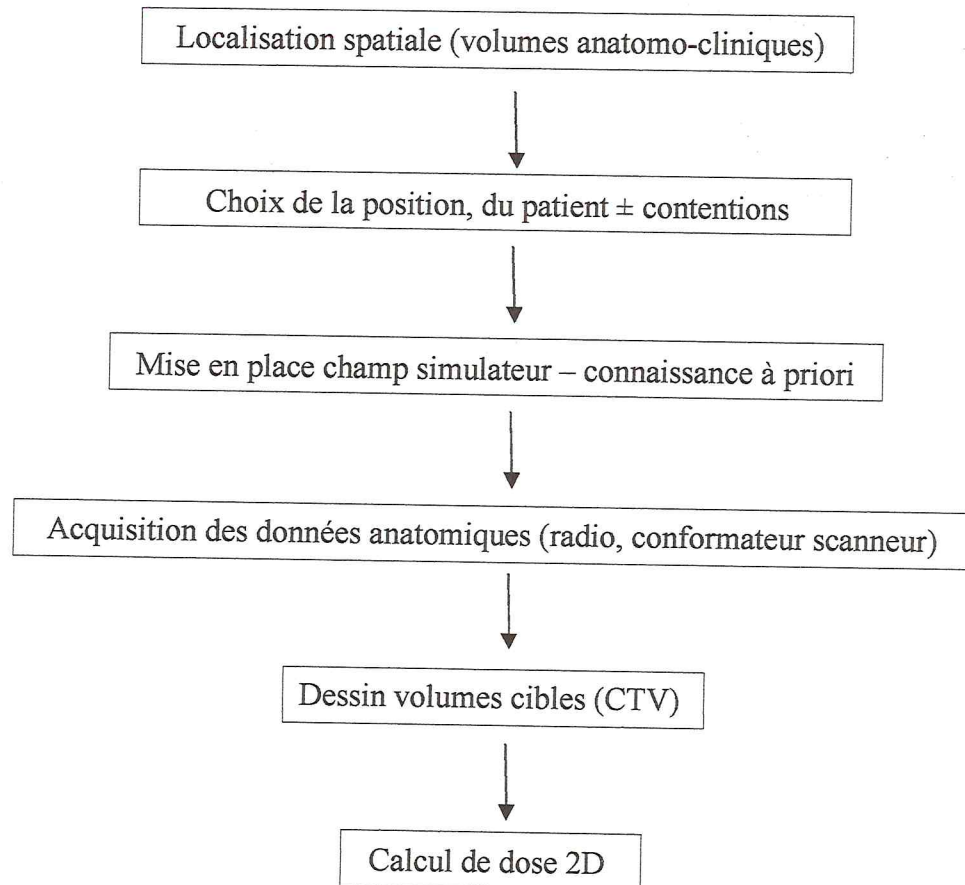 Localisation spatiale (volumes anatomo-cliniques)
Choix de la position, du patient ± contentions
Mise en place champ simulateur – connaissance à priori
Acquisition des données anatomiques (radio, conformateur scanneur)
Dessin volumes cibles (CTV)
Calcul de dose 2D